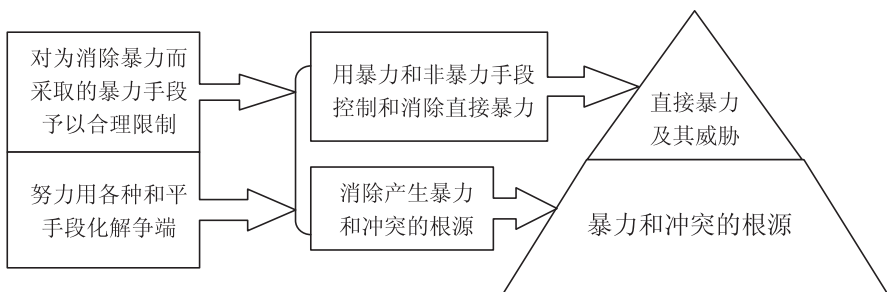 对为消除暴力而
采取的暴力手段
予以合理限制
努力用各种和平
手段化解争端
用暴力和非暴力手段
控制和消除直接暴力
消除产生暴力
和冲突的根源
直接暴力
及其威胁
暴力和冲突的根源